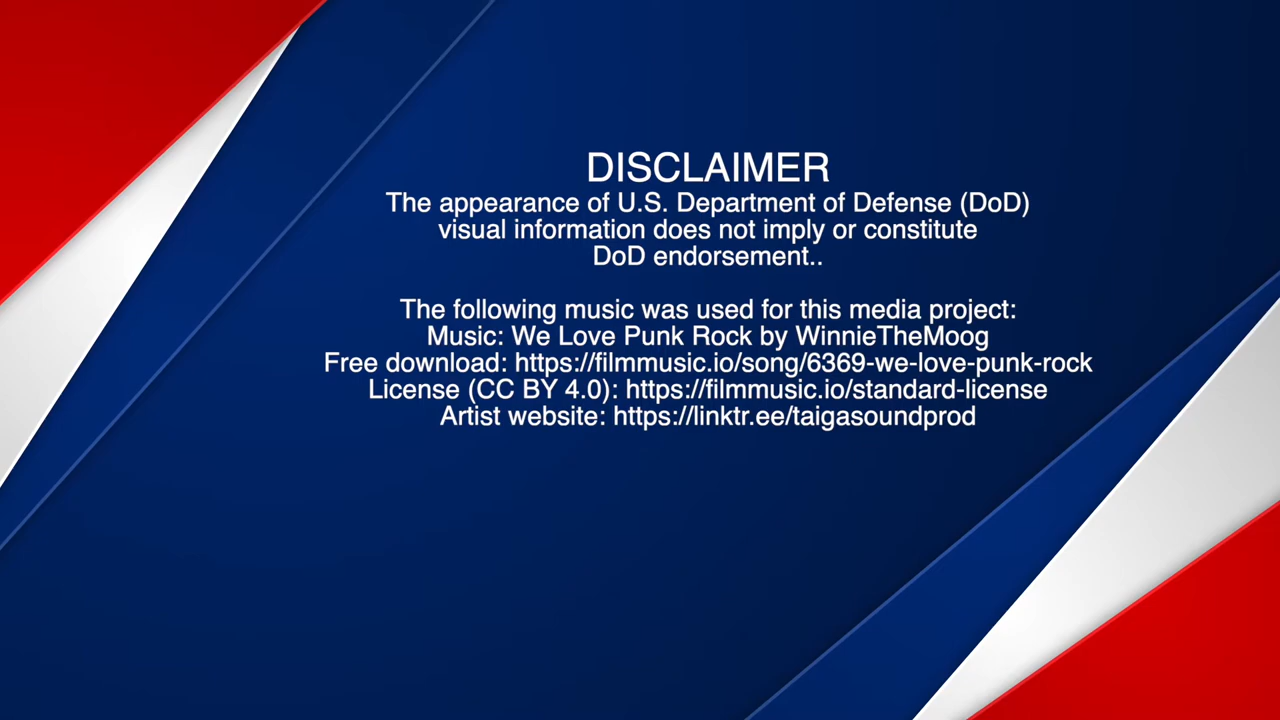 DISCLAIMER
The appearance of U.S. Department of Defense (DoD)
visual information does not imply or constitute
DoD endorsement..
The following music was used for this media project:
Music: We Love Punk Rock by WinnieTheMoog
Free download: https://filmmusic.io/song/6369-we-love-punk-rock
License (CC BY 4.0): https://filmmusic.io/standard-license
Artist website: https://linktr.ee/taigasoundprod